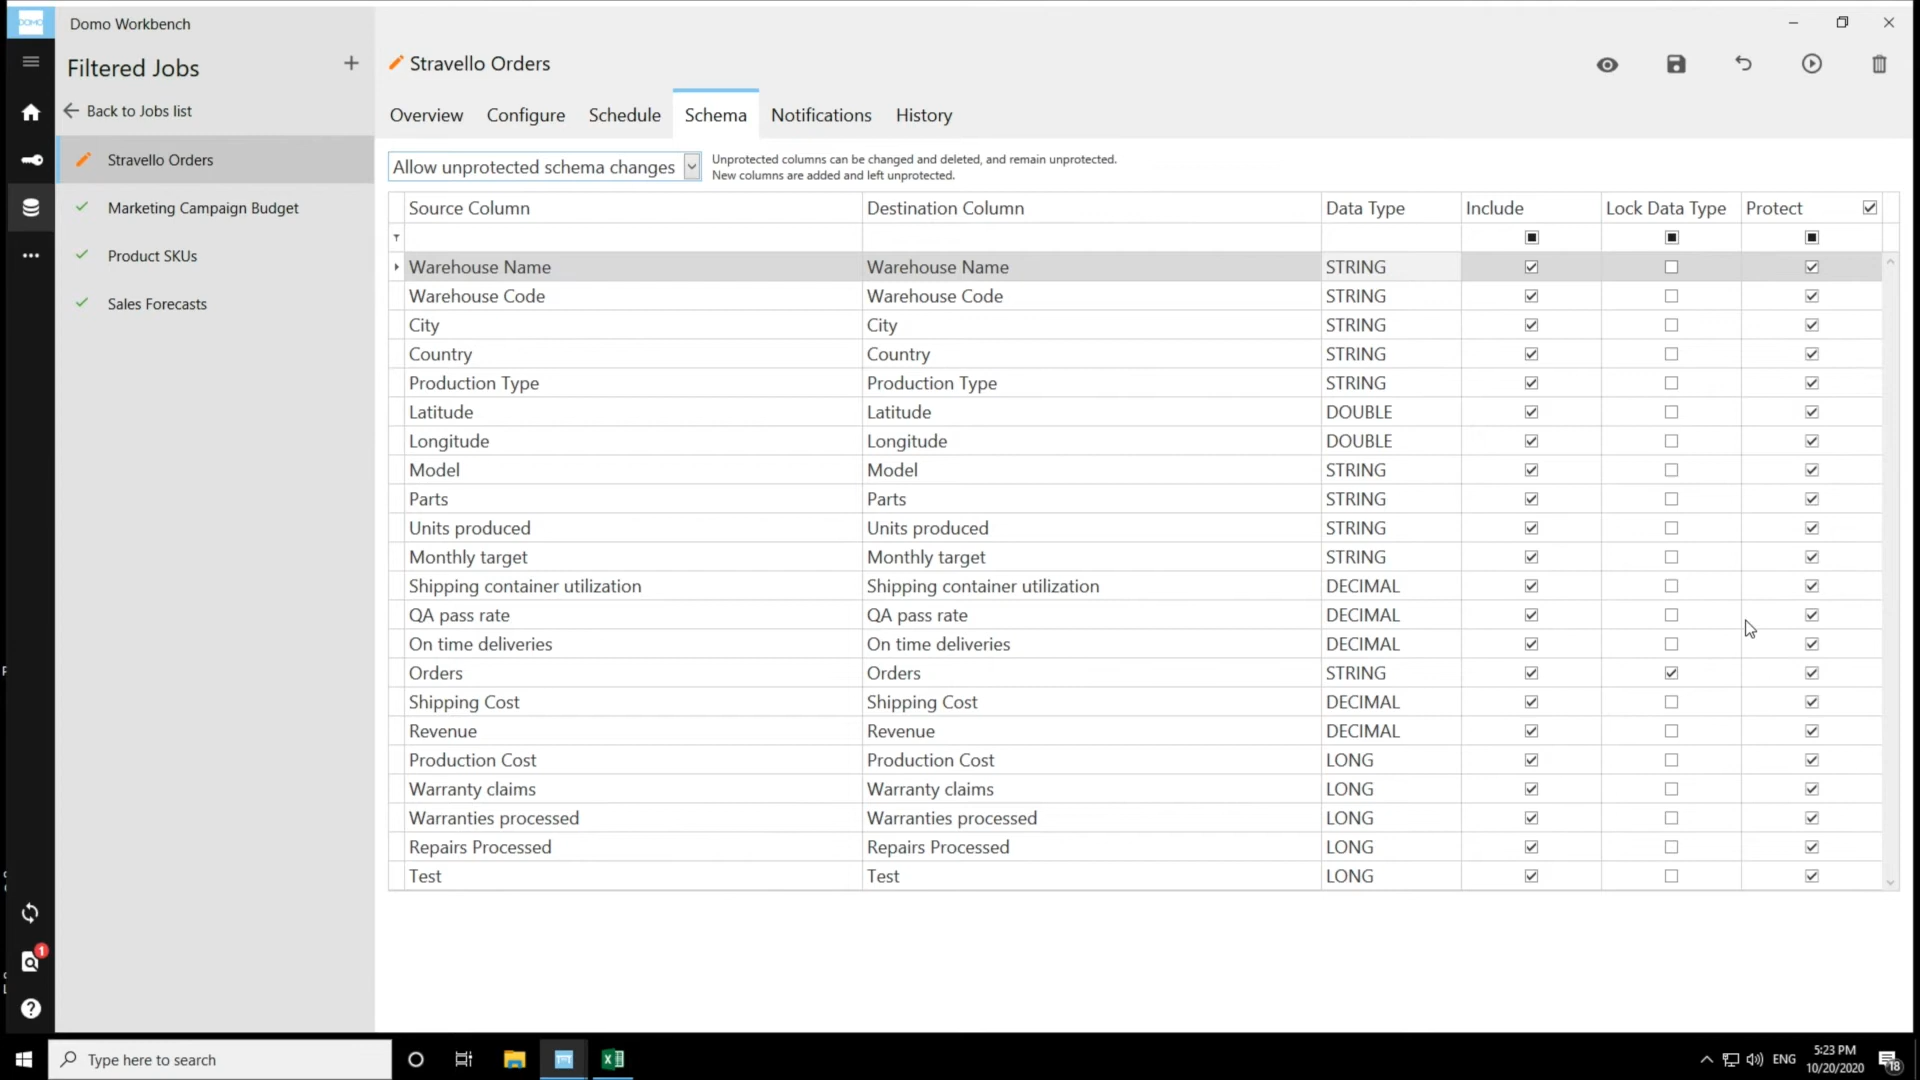 DOMO
Domo Workbench
Filtered Jobs
Back to Jobs list
Stravello Orders
Marketing Campaign Budget
Product SKUs
Sales Forecasts
Stravello Orders
Overview Configure Schedule Schema Notifications History
Allow unprotected schema changes
Unprotected columns can be changed and deleted, and remain unprotected.
New columns are added and left unprotected.
Source Column Destination Column Data Type Include Lock Data Type Protect
Warehouse Name Warehouse Name STRING
Warehouse Code Warehouse Code STRING
City City STRING
Country Country STRING
Production Type Production Type STRING
Latitude Latitude DOUBLE
Longitude Longitude DOUBLE
Model Model STRING
Parts Parts STRING
Units produced Units produced STRING
Monthly target Monthly target STRING
Shipping container utilization Shipping container utilization DECIMAL
QA pass rate QA pass rate DECIMAL
On time deliveries On time deliveries DECIMAL
Orders Orders STRING
Shipping Cost Shipping Cost DECIMAL
Revenue Revenue DECIMAL
Production Cost Production Cost LONG
Warranty claims Warranty claims LONG
Warranties processed Warranties processed LONG
Repairs Processed Repairs Processed LONG
Test Test LONG
1
Type here to search
ENG
5:23 PM
10/20/2020
18